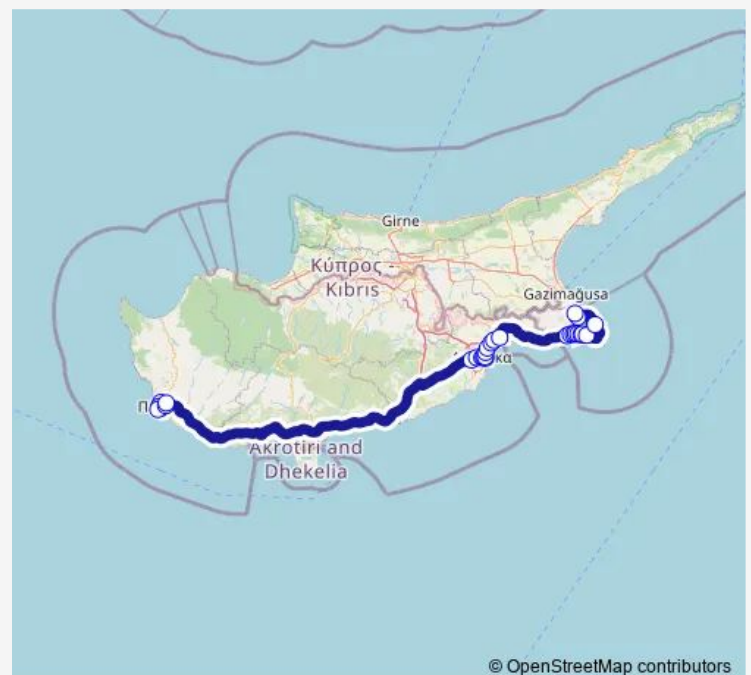 Girne
Κύπρος -
Kıbrıs
Gazimağusa
Akrotiri and
Dhekelia
© OpenStreetMap contributors